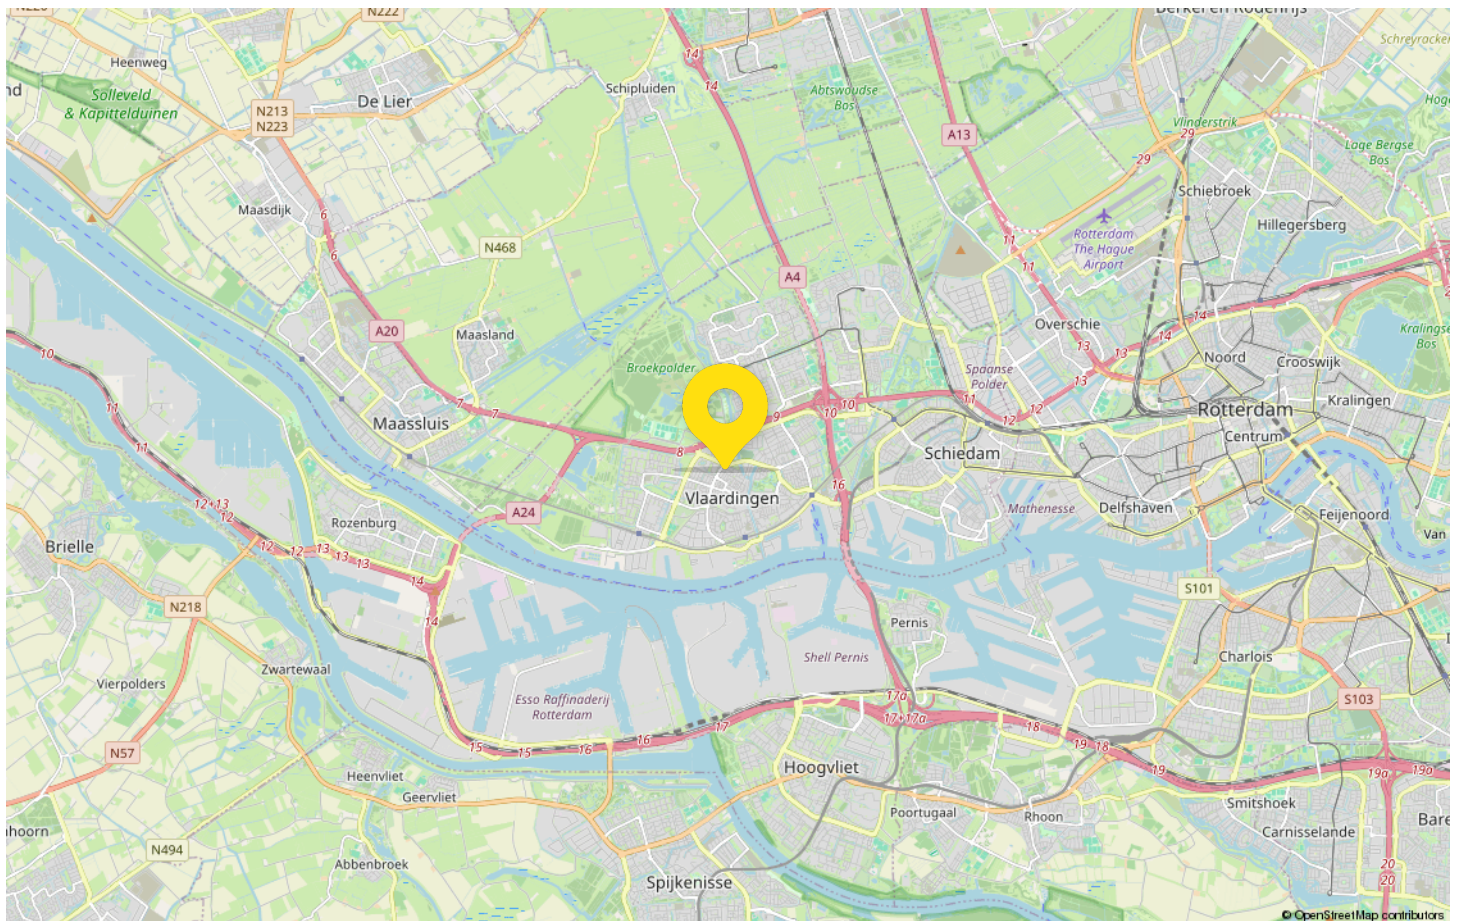 N222
Berkel en Rodenrijs
Heenweg
Schipluiden
Abtswoudse
Bos
14
14
De Lier
Solleveld
& Kapittelduinen
N213
N223
A13
Vlinderstrik
29
29
Lage Bergse
Bos
Schiebroek
Hillegersberg
Maasdijk
6
6
N468
Rotterdam
The Hague
Airport
11
11
A4
A20
Maasland
Overschie
14
14
13
13
13
Noord
Crooswijk
Kralingse
Bos
10
Broekpolder
Spaanse
Polder
11
12
12
Kralingen
Rotterdam
Centrum
11
11
Maassluis
7
7
8
9
10
10
Schiedam
16
Vlaardingen
A24
Rozenburg
12+13
12
12
12
13
13
13
14
14
Mathenesse
Delfshaven
Feijenoord
Van
Brielle
N218
S101
Pernis
Shell Pernis
Charlois
Zwartewaal
Vierpolders
Esso Raffinaderij
Rotterdam
S103
17a
17+17a
17
16
16
15
15
18
19
18
19
19a
19a
N57
Heenvliet
Geervliet
Hoogvliet
Poortugaal
Rhoon
Smitshoek
Carnisselande
Bare
hoorn
N494
Abbenbroek
Spijkenisse
20
20
© OpenStreetMap contributors